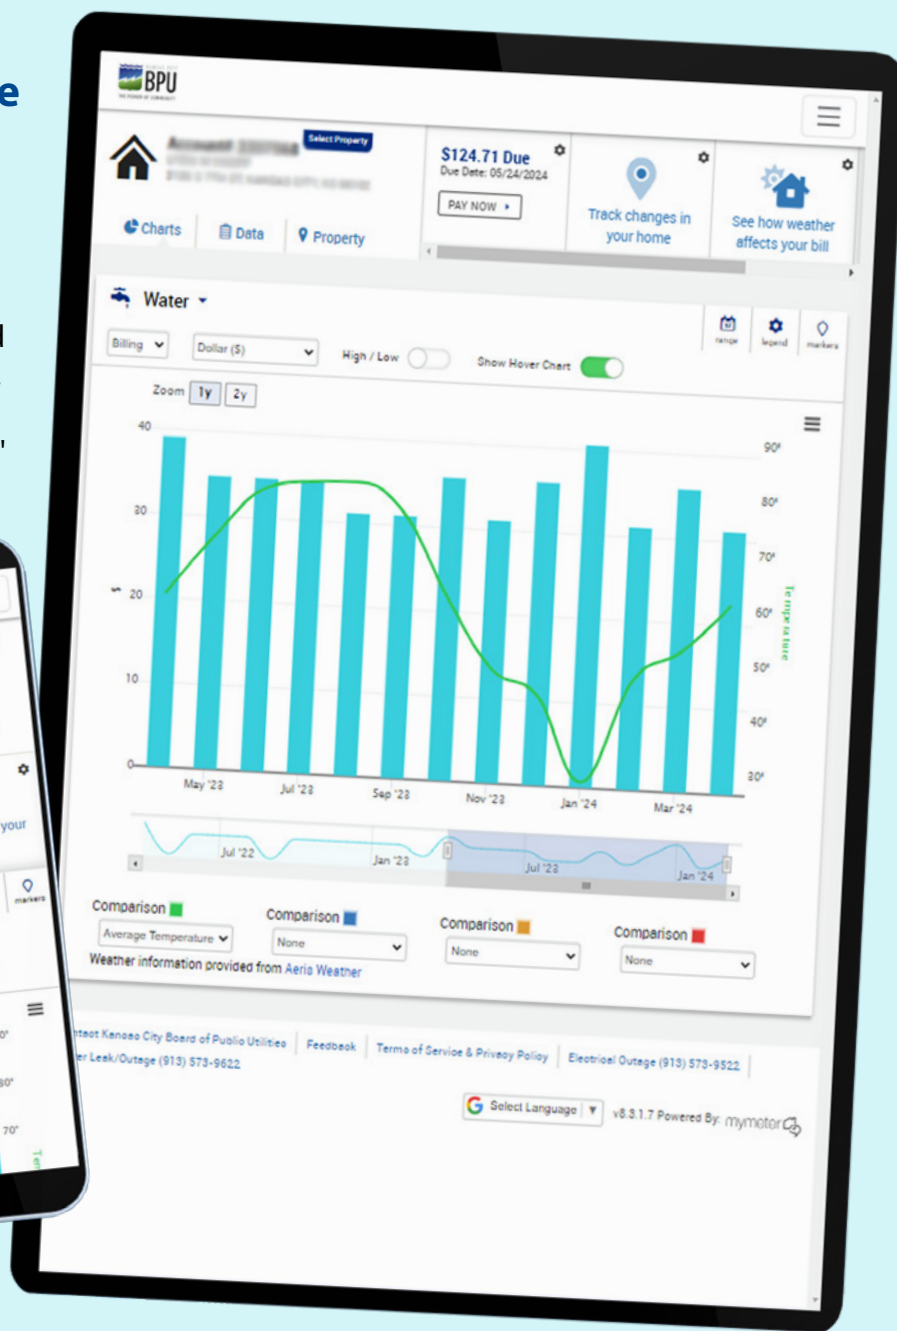 e
BPU
Select Property
$124.71 Due
Due Date: 05/24/2024
PAY NOW
Track changes in
your home
See how weather
affects your bill
Charts
Data
Property
Water
range
legend
markers
Billing
Dollar ($)
High / Low
Show Hover Chart
Zoom
1y
2y
40
30
20
10
0
$
90°
80°
70°
60°
50°
40°
30°
Temperature
May '23
Jul '23
Sep '23
Nov '23
Jan '24
Mar '24
Jul '22
Jan '23
Jul '23
Jan '24
Comparison
Comparison
Comparison
Comparison
Average Temperature
None
None
None
Weather information provided from Aeris Weather
ntact Kansas City Board of Public Utilities
Feedback
Terms of Service & Privacy Policy
Electrical Outage (913) 573-9522
er Leak/Outage (913) 573-9622
Select Language
v8.3.1.7 Powered By: mymeter
your
markers
80°
70°